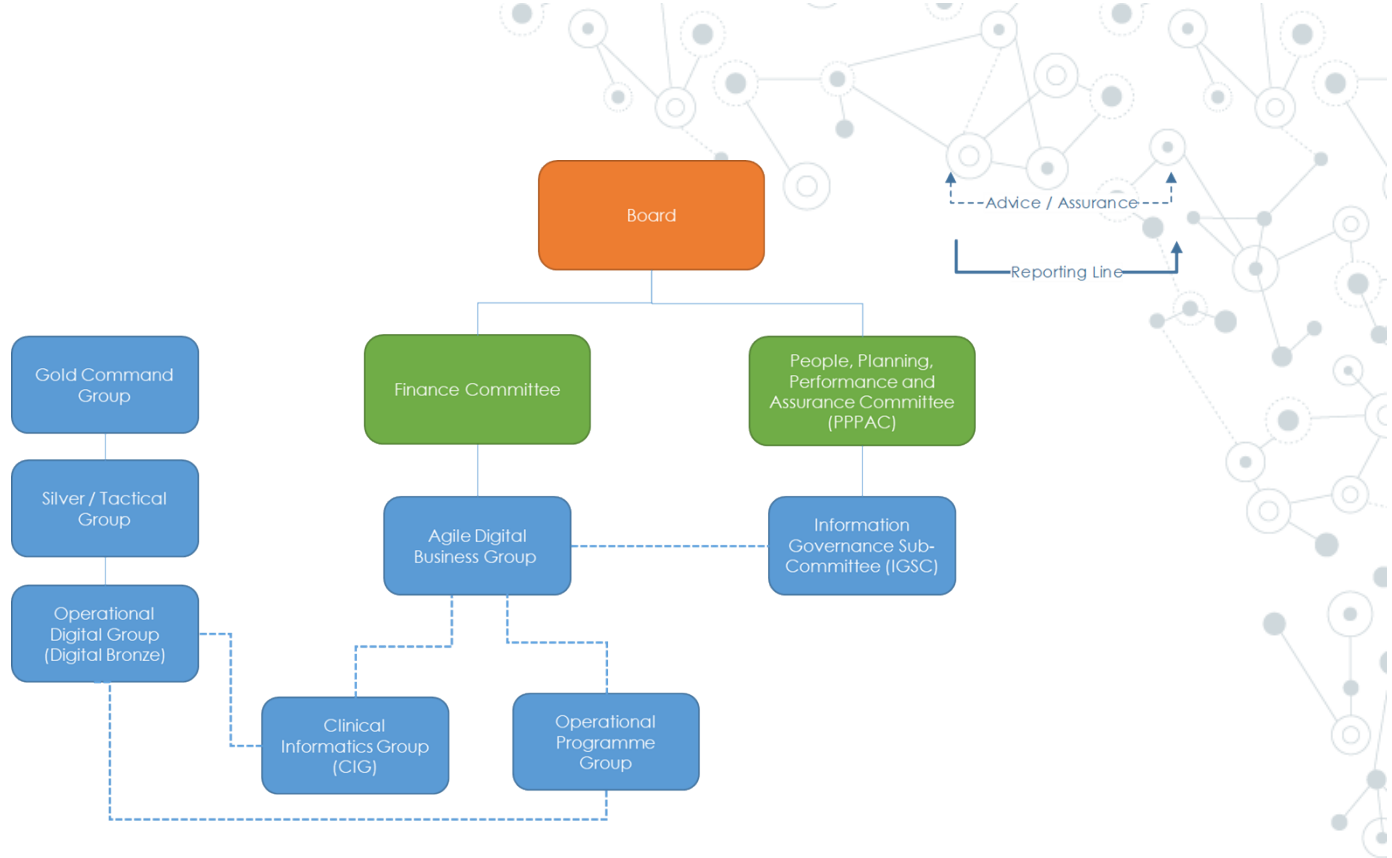 Board
Advice / Assurance
Reporting Line
Gold Command
Group
Finance Committee
People, Planning,
Performance and
Assurance Committee
(PPPAC)
Silver / Tactical
Group
Agile Digital
Business Group
Information
Governance Sub-
Committee (IGSC)
Operational
Digital Group
(Digital Bronze)
Clinical
Informatics Group
(CIG)
Operational
Programme
Group